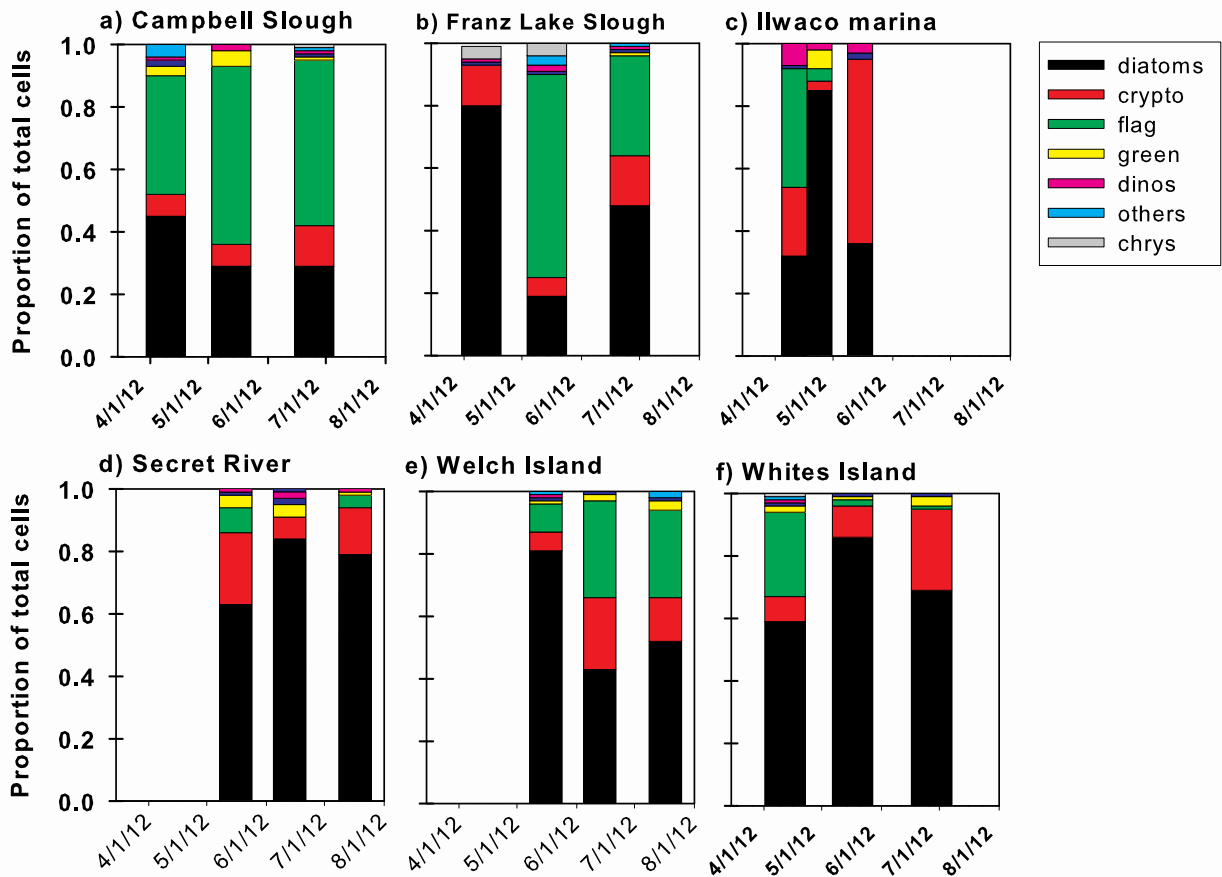 a) Campbell Slough
b) Franz Lake Slough
c) Ilwaco marina
Proportion of total cells
1.0
0.8
0.6
0.4
0.2
0.0
4/1/12 5/1/12 6/1/12 7/1/12 8/1/12
4/1/12 5/1/12 6/1/12 7/1/12 8/1/12
4/1/12 5/1/12 6/1/12 7/1/12 8/1/12
diatoms
crypto
flag
green
dinos
others
chrys
d) Secret River
e) Welch Island
f) Whites Island
Proportion of total cells
1.0
0.8
0.6
0.4
0.2
0.0
4/1/12 5/1/12 6/1/12 7/1/12 8/1/12
4/1/12 5/1/12 6/1/12 7/1/12 8/1/12
4/1/12 5/1/12 6/1/12 7/1/12 8/1/12